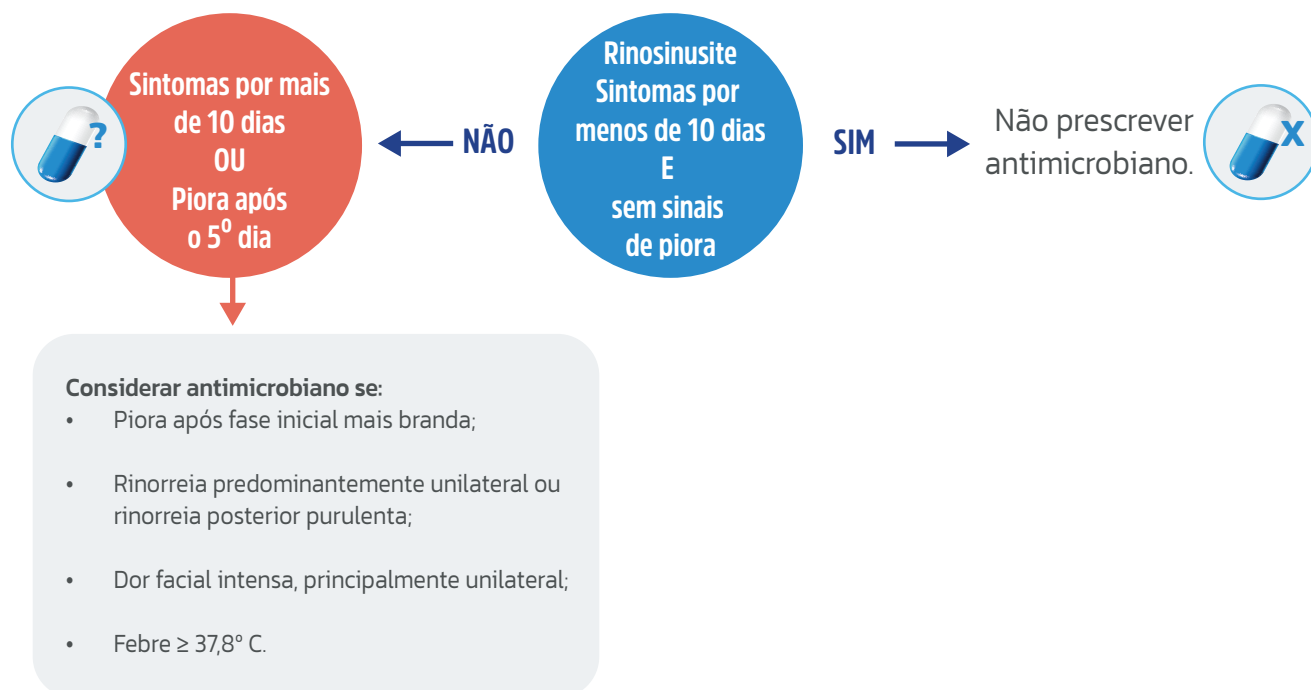 Rinosinusite
Sintomas por
menos de 10 dias
E
sem sinais
de piora
NÃO
SIM
Sintomas por mais
de 10 dias
OU
Piora após
o 5º dia
?
Não prescrever
antimicrobiano.
X
Considerar antimicrobiano se:
• Piora após fase inicial mais branda;
• Rinorreia predominantemente unilateral ou
rinorreia posterior purulenta;
• Dor facial intensa, principalmente unilateral;
• Febre ≥ 37,8° C.